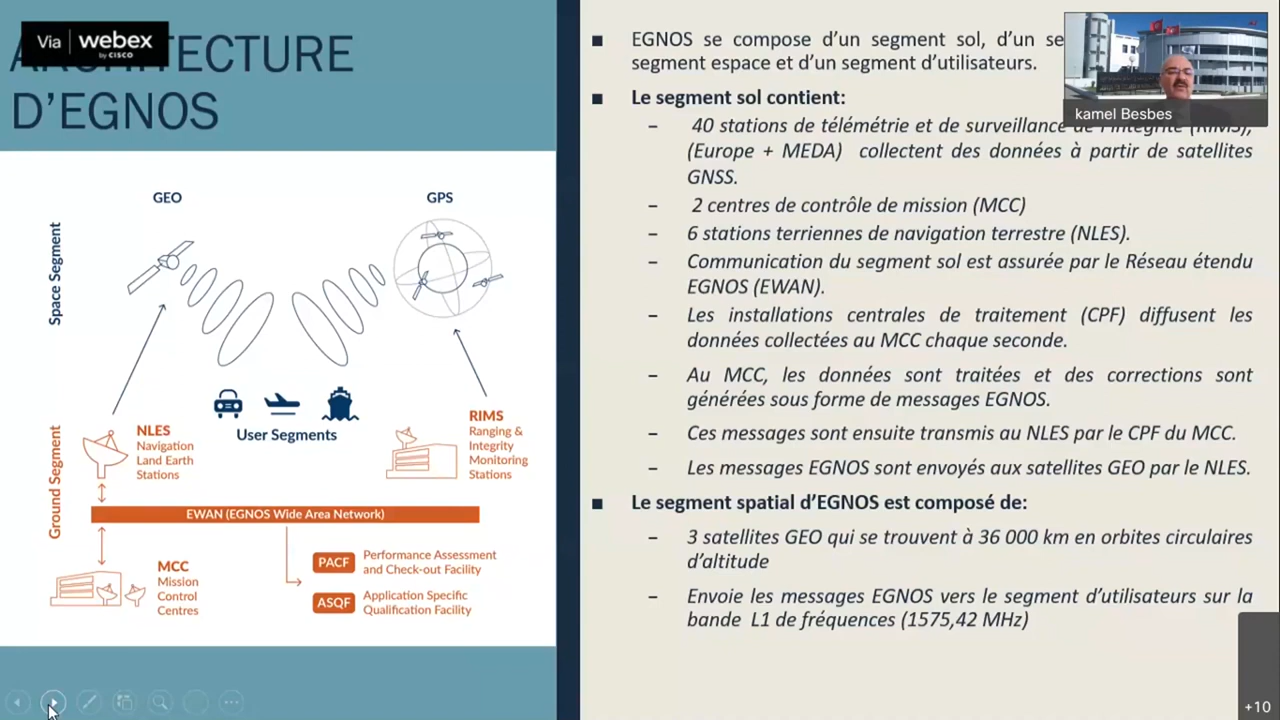 Via webex
by CISCO
TECTURE
D'EGNOS
GEO
GPS
Space Segment
User Segments
NLES
Navigation
Land Earth
Stations
RIMS
Ranging &
Integrity
Monitoring
Stations
Ground Segment
EWAN (EGNOS Wide Area Network)
MCC
Mission
Control
Centres
PACF
Performance Assessment
and Check-out Facility
ASQF
Application Specific
Qualification Facility
■ EGNOS se compose d'un segment sol, d'un se
segment espace et d'un segment d'utilisateurs.
■ Le segment sol contient:
– 40 stations de télémétrie et de surveillance de l'intégrité (RIMS),
(Europe + MEDA) collectent des données à partir de satellites
GNSS.
– 2 centres de contrôle de mission (MCC)
– 6 stations terriennes de navigation terrestre (NLES).
– Communication du segment sol est assurée par le Réseau étendu
EGNOS (EWAN).
– Les installations centrales de traitement (CPF) diffusent les
données collectées au MCC chaque seconde.
– Au MCC, les données sont traitées et des corrections sont
générées sous forme de messages EGNOS.
– Ces messages sont ensuite transmis au NLES par le CPF du MCC.
– Les messages EGNOS sont envoyés aux satellites GEO par le NLES.
■ Le segment spatial d'EGNOS est composé de:
– 3 satellites GEO qui se trouvent à 36 000 km en orbites circulaires
d'altitude
– Envoie les messages EGNOS vers le segment d'utilisateurs sur la
bande L1 de fréquences (1575,42 MHz)
kamel Besbes
+10